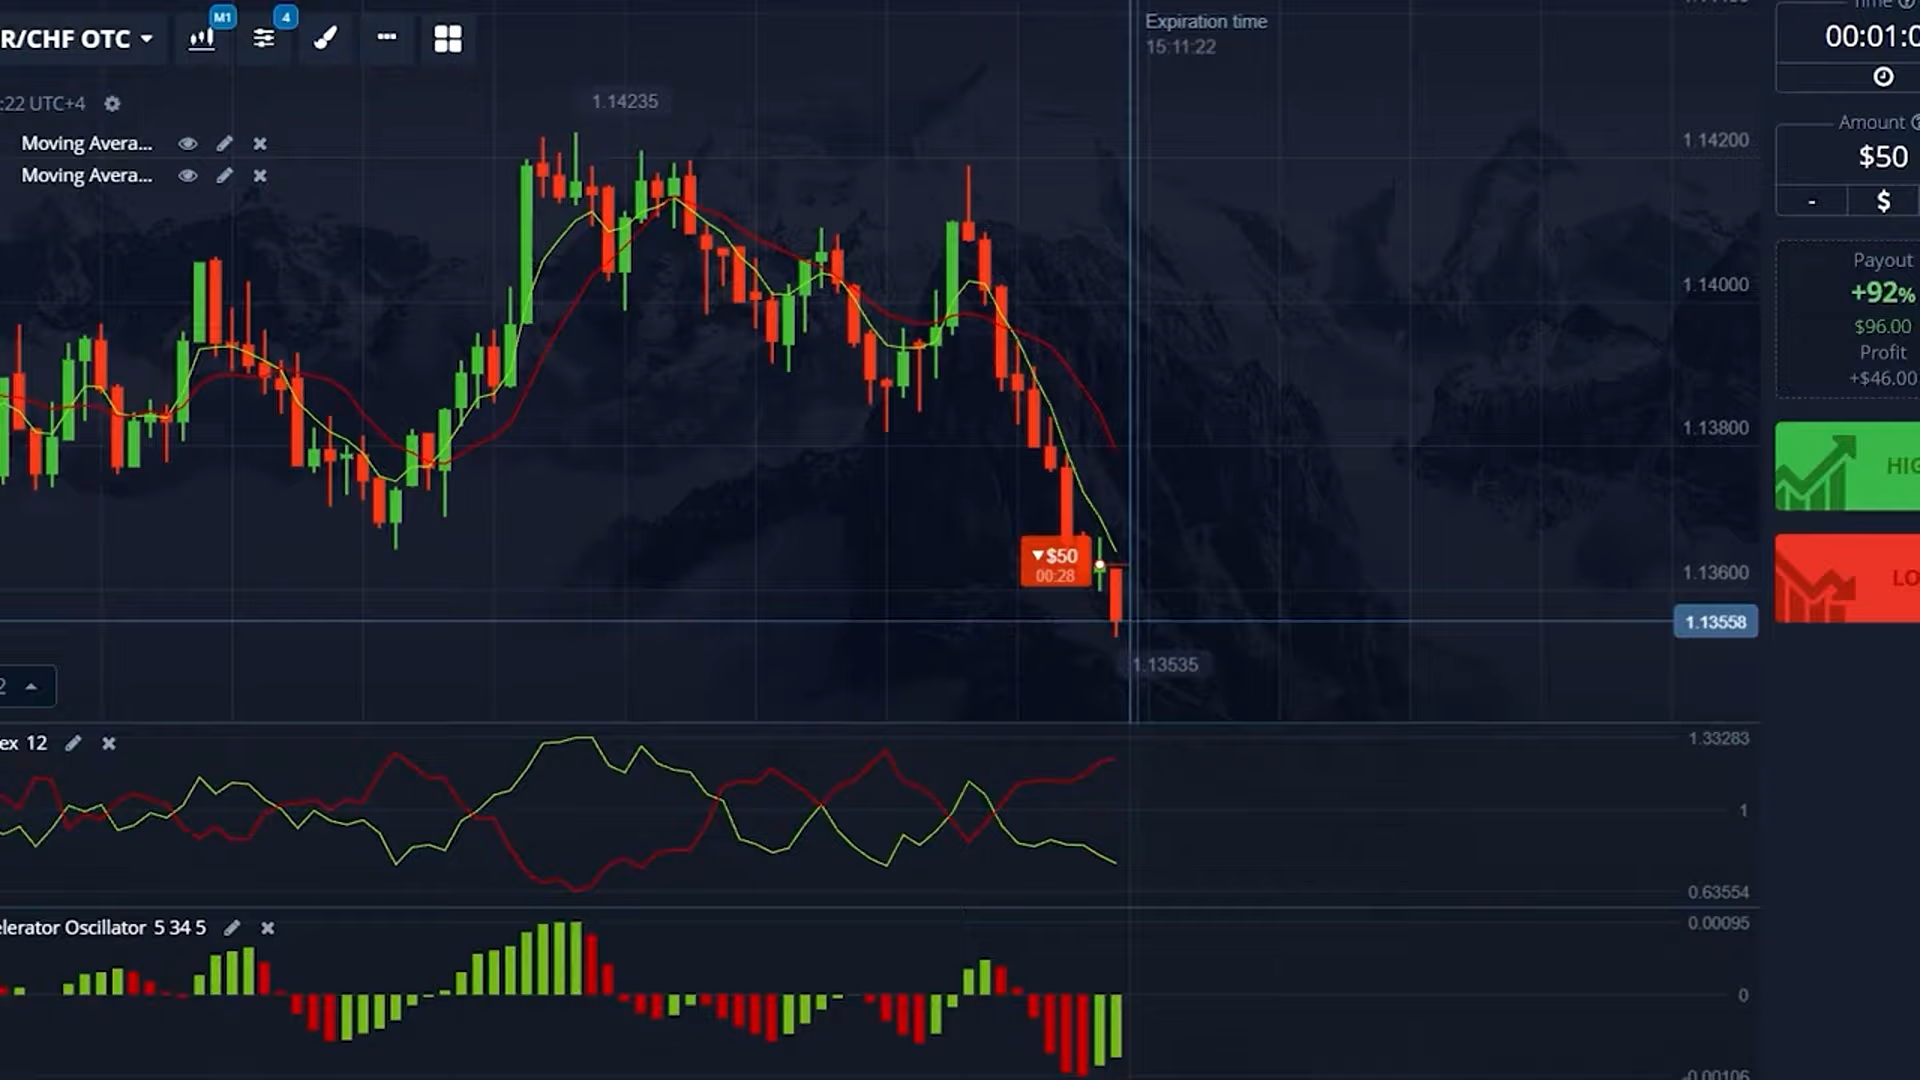 M1
4
R/CHF OTC
Expiration time
15:11:22
:22 UTC+4
Moving Avera...
Moving Avera...
1.14235
1.14200
1.14000
1.13800
1.13600
1.13558
1.13535
$50
00:28
00:01:0
Amount
$50
-
$
Payout
+92%
$96.00
Profit
+$46.00
HIG
LO
2
ex 12
1.33283
1
0.63554
elerator Oscillator 5 34 5
0.00095
0
-0.00106